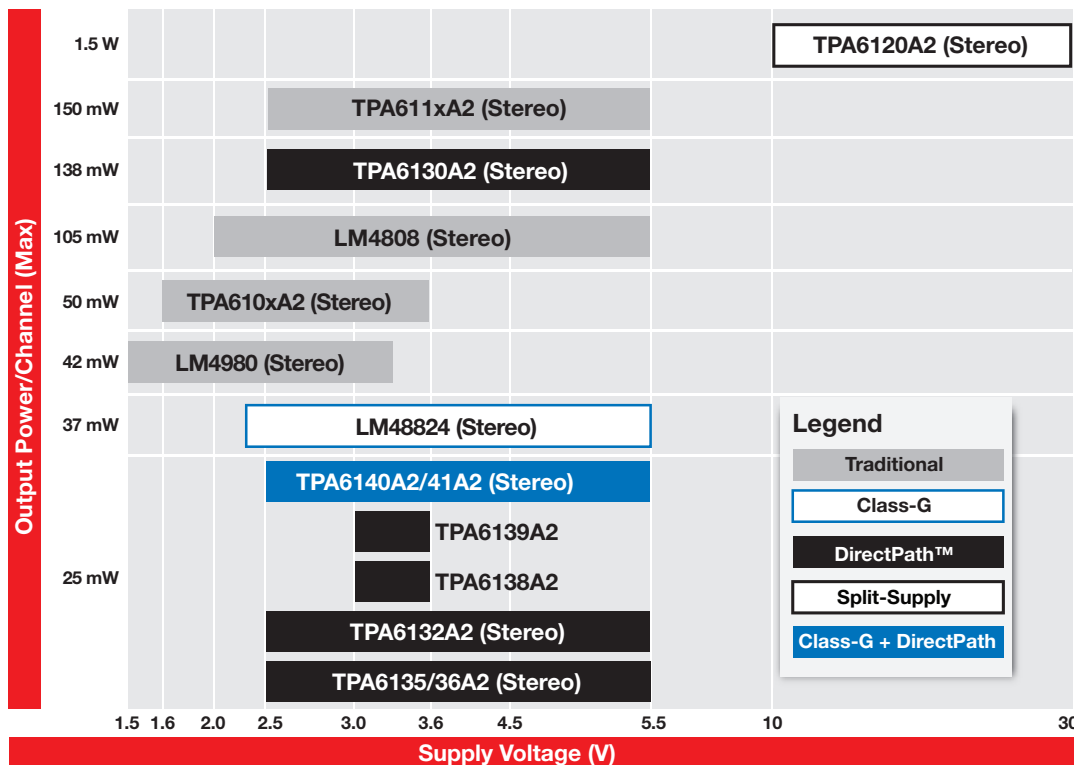 Output Power/Channel (Max)
1.5 W
TPA6120A2 (Stereo)
150 mW
TPA611xA2 (Stereo)
138 mW
TPA6130A2 (Stereo)
105 mW
LM4808 (Stereo)
50 mW
TPA610xA2 (Stereo)
42 mW
LM4980 (Stereo)
37 mW
LM48824 (Stereo)
25 mW
TPA6140A2/41A2 (Stereo)
TPA6139A2
TPA6138A2
TPA6132A2 (Stereo)
TPA6135/36A2 (Stereo)
Legend
Traditional
Class-G
DirectPath™
Split-Supply
Class-G + DirectPath
1.5 1.6 2.0 2.5 3.0 3.6 4.5 5.5 10 30
Supply Voltage (V)